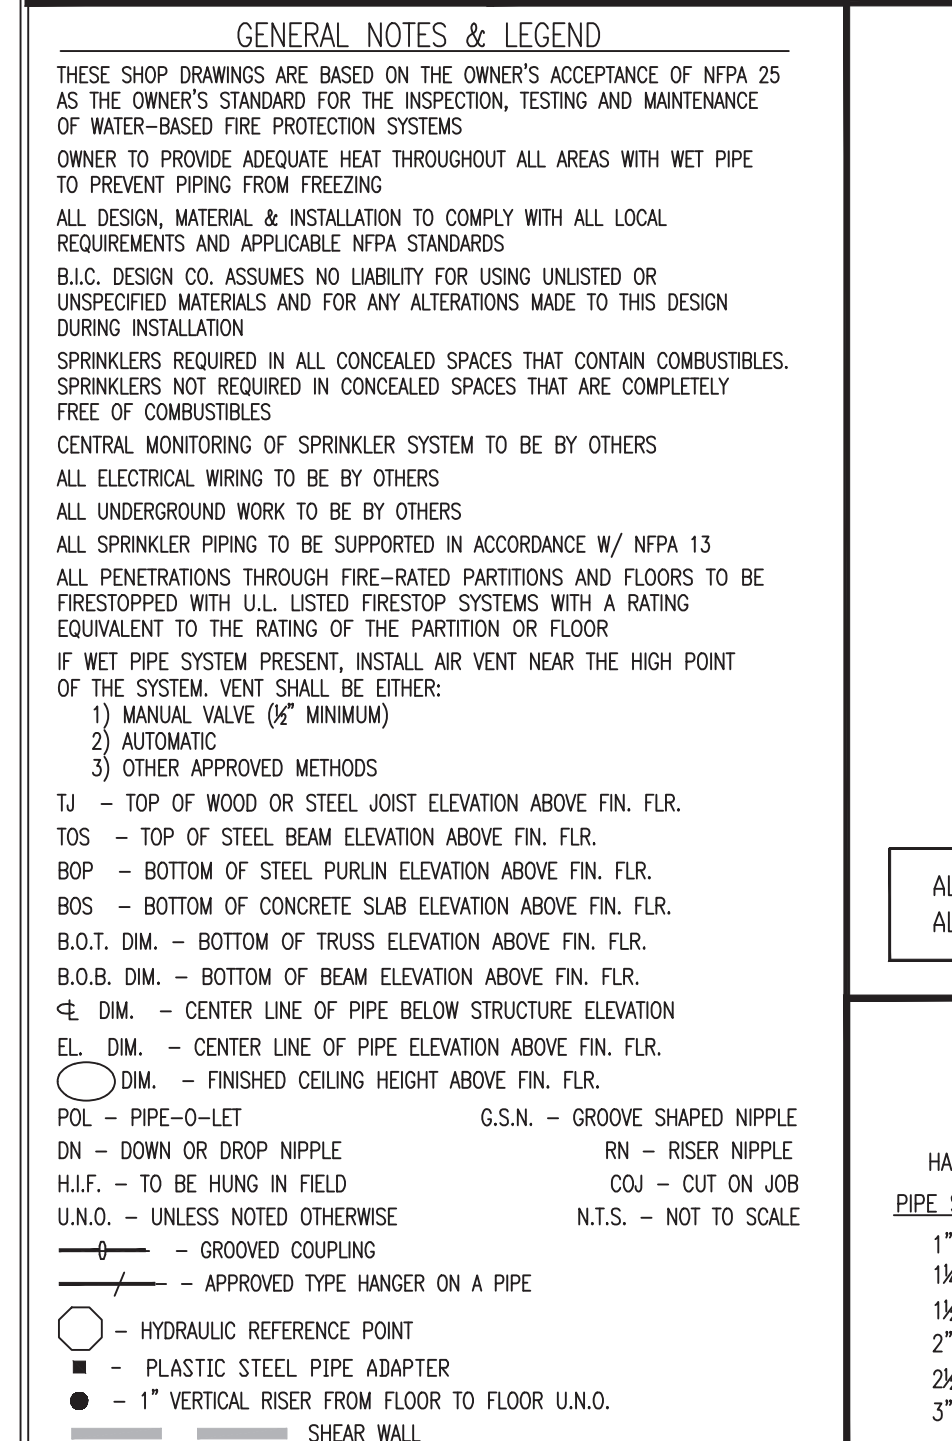 GENERAL NOTES & LEGEND
THESE SHOP DRAWINGS ARE BASED ON THE OWNER'S ACCEPTANCE OF NFPA 25
AS THE OWNER'S STANDARD FOR THE INSPECTION, TESTING AND MAINTENANCE
OF WATER-BASED FIRE PROTECTION SYSTEMS
OWNER TO PROVIDE ADEQUATE HEAT THROUGHOUT ALL AREAS WITH WET PIPE
TO PREVENT PIPING FROM FREEZING
ALL DESIGN, MATERIAL & INSTALLATION TO COMPLY WITH ALL LOCAL
REQUIREMENTS AND APPLICABLE NFPA STANDARDS
B.I.C. DESIGN CO. ASSUMES NO LIABILITY FOR USING UNLISTED OR
UNSPECIFIED MATERIALS AND FOR ANY ALTERATIONS MADE TO THIS DESIGN
DURING INSTALLATION
SPRINKLERS REQUIRED IN ALL CONCEALED SPACES THAT CONTAIN COMBUSTIBLES.
SPRINKLERS NOT REQUIRED IN CONCEALED SPACES THAT ARE COMPLETELY
FREE OF COMBUSTIBLES
CENTRAL MONITORING OF SPRINKLER SYSTEM TO BE BY OTHERS
ALL ELECTRICAL WIRING TO BE BY OTHERS
ALL UNDERGROUND WORK TO BE BY OTHERS
ALL SPRINKLER PIPING TO BE SUPPORTED IN ACCORDANCE W/ NFPA 13
ALL PENETRATIONS THROUGH FIRE-RATED PARTITIONS AND FLOORS TO BE
FIRESTOPPED WITH U.L. LISTED FIRESTOP SYSTEMS WITH A RATING
EQUIVALENT TO THE RATING OF THE PARTITION OR FLOOR
IF WET PIPE SYSTEM PRESENT, INSTALL AIR VENT NEAR THE HIGH POINT
OF THE SYSTEM. VENT SHALL BE EITHER:
1) MANUAL VALVE (½" MINIMUM)
2) AUTOMATIC
3) OTHER APPROVED METHODS
TJ - TOP OF WOOD OR STEEL JOIST ELEVATION ABOVE FIN. FLR.
TOS - TOP OF STEEL BEAM ELEVATION ABOVE FIN. FLR.
BOP - BOTTOM OF STEEL PURLIN ELEVATION ABOVE FIN. FLR.
BOS - BOTTOM OF CONCRETE SLAB ELEVATION ABOVE FIN. FLR.
B.O.T. DIM. - BOTTOM OF TRUSS ELEVATION ABOVE FIN. FLR.
B.O.B. DIM. - BOTTOM OF BEAM ELEVATION ABOVE FIN. FLR.
℄ DIM. - CENTER LINE OF PIPE BELOW STRUCTURE ELEVATION
EL. DIM. - CENTER LINE OF PIPE ELEVATION ABOVE FIN. FLR.
DIM. - FINISHED CEILING HEIGHT ABOVE FIN. FLR.
POL - PIPE-O-LET G.S.N. - GROOVE SHAPED NIPPLE
DN - DOWN OR DROP NIPPLE RN - RISER NIPPLE
H.I.F. - TO BE HUNG IN FIELD COJ - CUT ON JOB
U.N.O. - UNLESS NOTED OTHERWISE N.T.S. - NOT TO SCALE
- GROOVED COUPLING
- APPROVED TYPE HANGER ON A PIPE
- HYDRAULIC REFERENCE POINT
- PLASTIC STEEL PIPE ADAPTER
- 1" VERTICAL RISER FROM FLOOR TO FLOOR U.N.O.
SHEAR WALL
AL
AL
HA
PIPE
1"
1¼
1½
2"
2½
3"